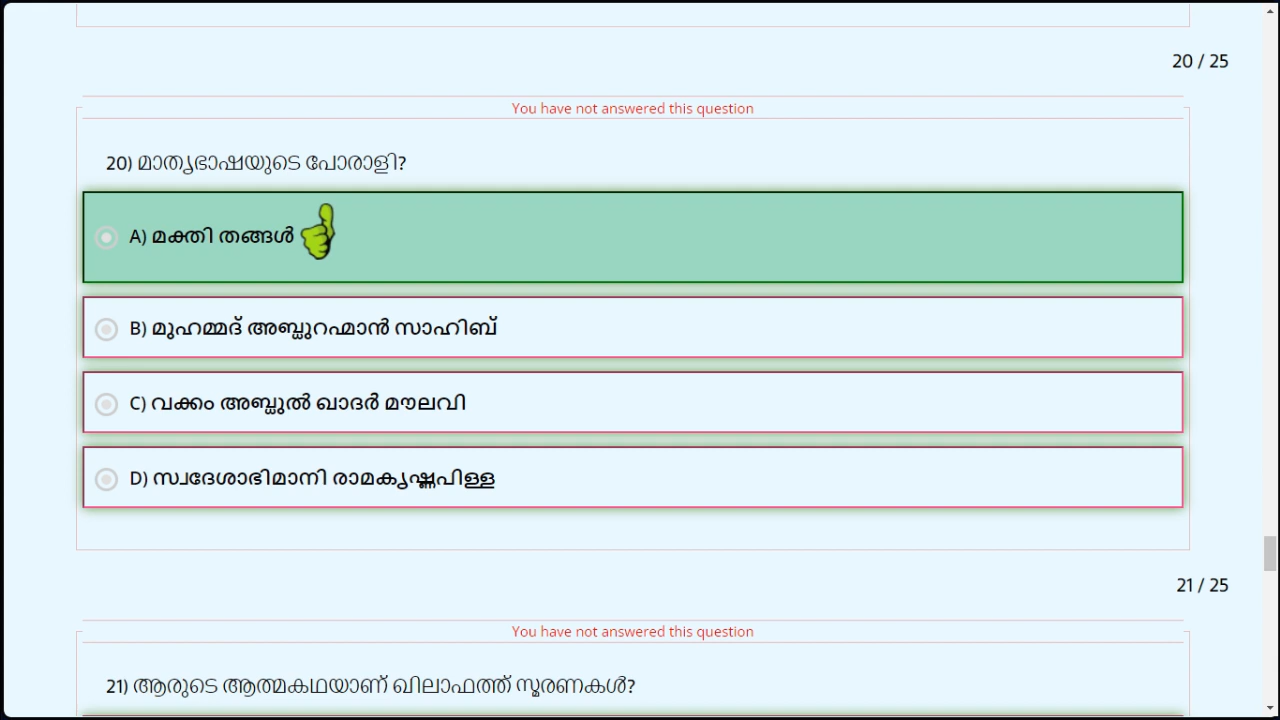 20 / 25
You have not answered this question
20) മാതൃഭാഷയുടെ പോരാളി?
A) മക്തി തങ്ങൾ
B) മുഹമ്മദ് അബ്ദുറഹ്മാൻ സാഹിബ്
C) വക്കം അബ്ദുൽ ഖാദർ മൗലവി
D) സ്വദേശാഭിമാനി രാമകൃഷ്ണപിള്ള
21 / 25
You have not answered this question
21) ആരുടെ ആത്മകഥയാണ് ഖിലാഫത്ത് സ്മരണകൾ?